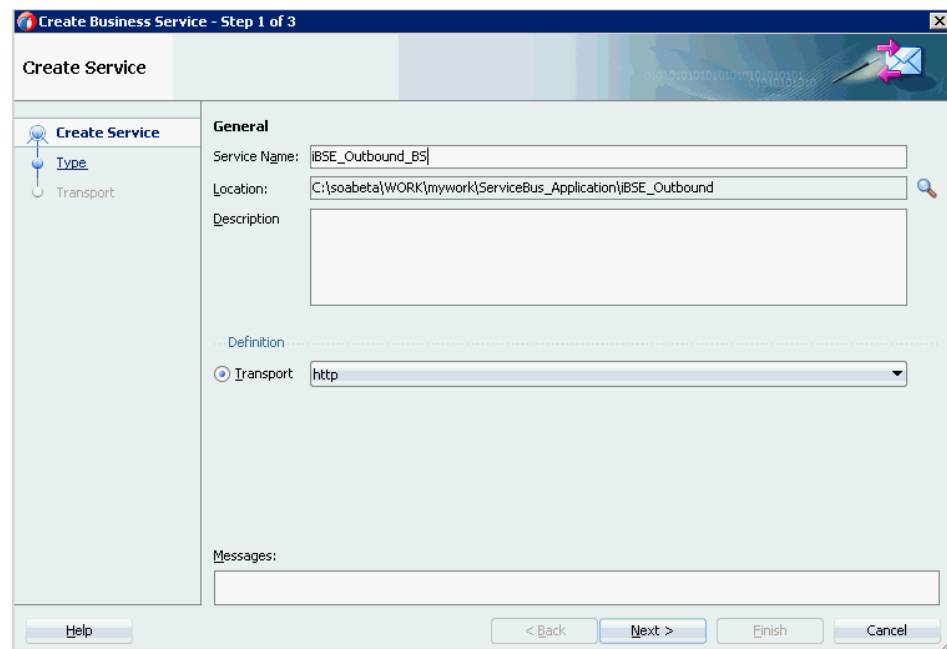 Create Business Service - Step 1 of 3
Create Service
Create Service
Type
Transport
General
Service Name: iBSE_Outbound_BS
Location: C:\soabeta\WORK\mywork\ServiceBus_Application\iBSE_Outbound
Description
Definition
Transport http
Messages:
Help < Back Next > Finish Cancel